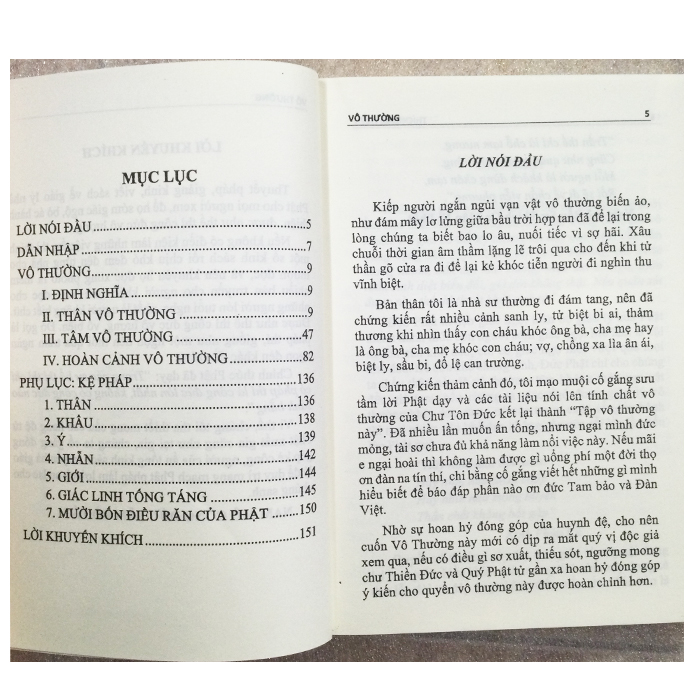 MỤC LỤC
LỜI NÓI ĐẦU.....5
DẪN NHẬP.....7
VÔ THƯỜNG.....9
I. ĐỊNH NGHĨA.....9
II. THÂN VÔ THƯỜNG.....9
III. TÂM VÔ THƯỜNG.....47
IV. HOÀN CẢNH VÔ THƯỜNG.....82
PHỤ LỤC: KỆ PHÁP.....136
1. THÂN.....136
2. KHẨU.....138
3. Ý.....139
4. NHẪN.....142
5. GIỚI.....144
6. GIÁC LINH TỐNG TÁNG.....145
7. MƯỜI BỐN ĐIỀU RĂN CỦA PHẬT.....150
LỜI KHUYẾN KHÍCH.....151
VÔ THƯỜNG 5
LỜI NÓI ĐẦU
Kiếp người ngắn ngủi vạn vật vô thường biến ảo,
như đám mây lơ lửng giữa bầu trời hợp tan đã để lại trong
lòng chúng ta biết bao lo âu, nuối tiếc vì sợ hãi. Xâu
chuỗi thời gian âm thầm lặng lẽ trôi qua cho đến khi tử
thần gõ cửa ra đi để lại kẻ khóc tiễn người đi nghìn thu
vĩnh biệt.
Bản thân tôi là nhà sư thường đi đám tang, nên đã
chứng kiến rất nhiều cảnh sanh ly, tử biệt bi ai, thảm
thương khi nhìn thấy con cháu khóc ông bà, cha mẹ hay
là ông bà, cha mẹ khóc con cháu; vợ, chồng xa lìa ân ái,
biệt ly, sầu bi, đổ lệ can trường.
Chứng kiến thảm cảnh đó, tôi mạo muội cố gắng sưu
tầm lời Phật dạy và các tài liệu nói lên tính chất vô
thường của Chư Tôn Đức kết lại thành “Tập vô thường
này”. Đã nhiều lần muốn ấn tống, nhưng ngại mình đức
mỏng, tài sơ chưa đủ khả năng làm nổi việc này. Nếu mãi
e ngại hoài thì không làm được gì uổng phí một đời thọ
ơn đàn na tín thí, chi bằng cố gắng viết hết những gì mình
hiểu biết để báo đáp phần nào ơn đức Tam bảo và Đàn
Việt.
Nhờ sự hoan hỷ đóng góp của huynh đệ, cho nên
cuốn Vô Thường này mới có dịp ra mắt quý vị độc giả
xem qua, nếu có điều gì sơ xuất, thiếu sót, ngưỡng mong
chư Thiền Đức và Quý Phật tử gần xa hoan hỷ đóng góp
ý kiến cho quyển vô thường này được hoàn chỉnh hơn.